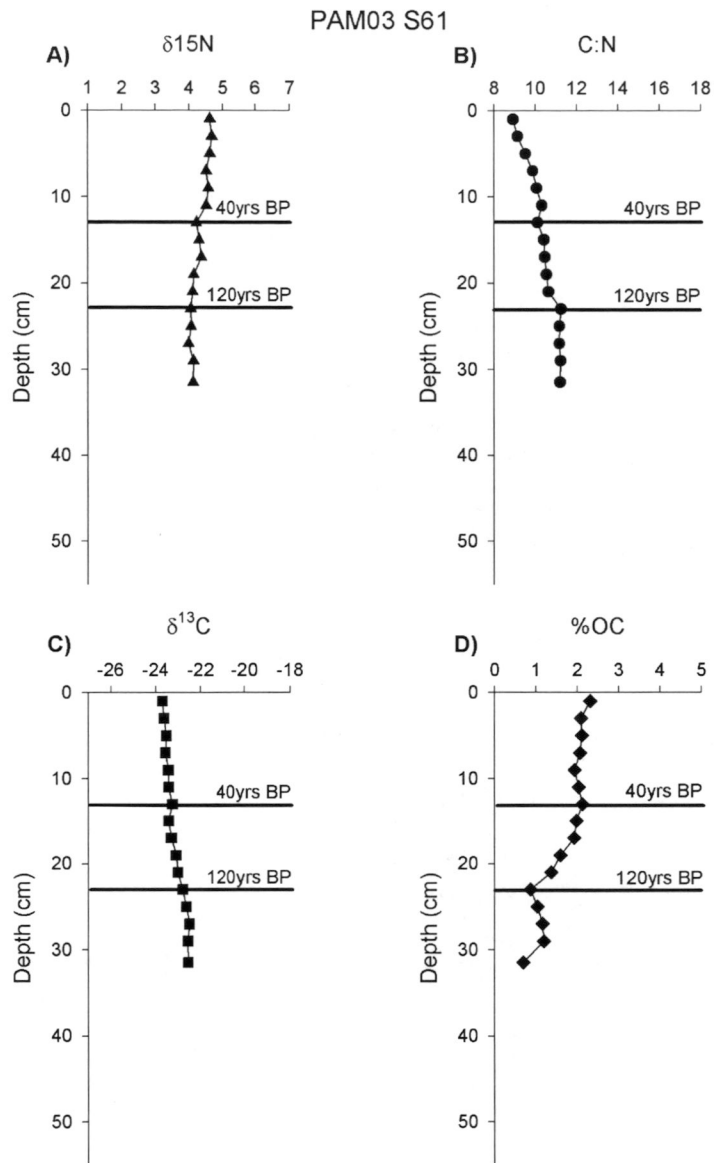 PAM03 S61
A) δ15N
1 2 3 4 5 6 7
0
10
20
30
40
50
Depth (cm)
40yrs BP
120yrs BP
B) C:N
8 10 12 14 16 18
0
10
20
30
40
50
Depth (cm)
40yrs BP
120yrs BP
C) δ¹³C
-26 -24 -22 -20 -18
0
10
20
30
40
50
Depth (cm)
40yrs BP
120yrs BP
D) %OC
0 1 2 3 4 5
0
10
20
30
40
50
Depth (cm)
40yrs BP
120yrs BP